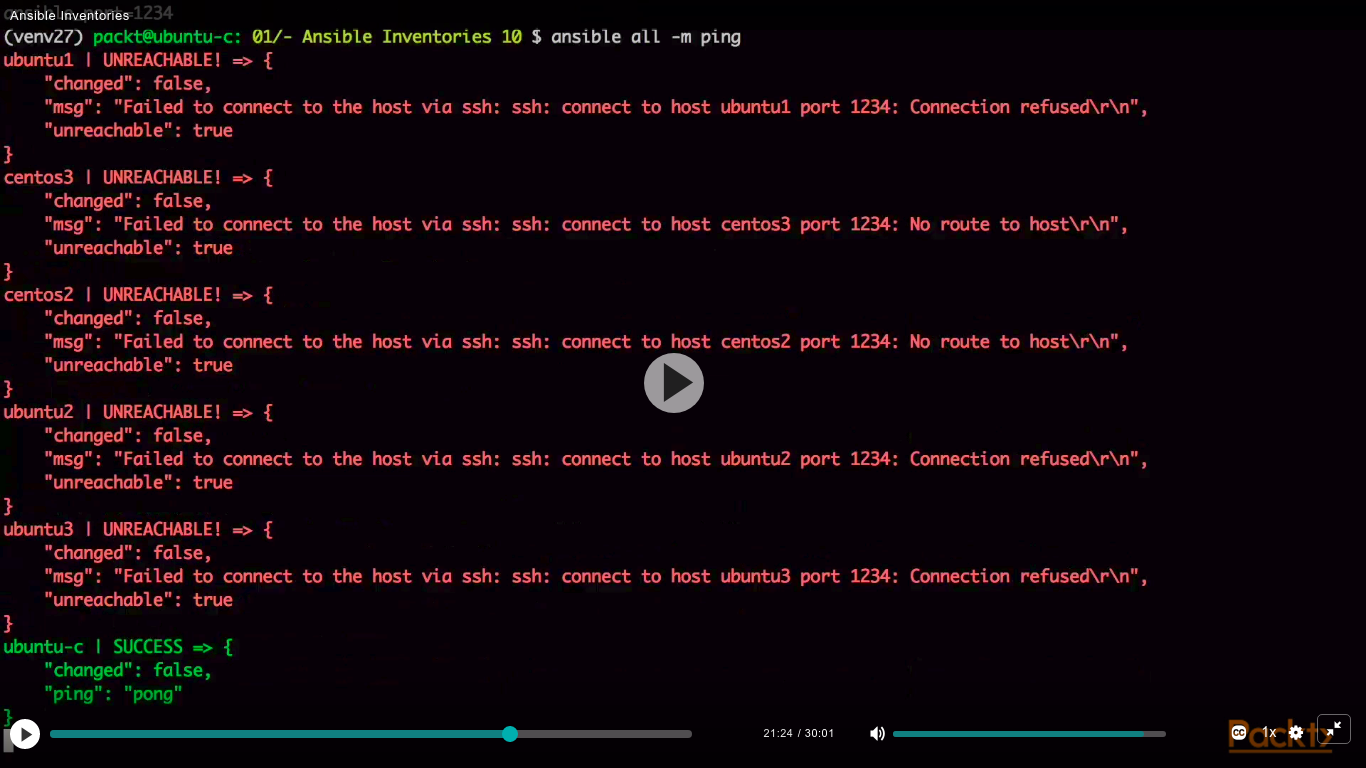 ansible_port=1234
Ansible Inventories
(venv27) packt@ubuntu-c: 01/- Ansible Inventories 10 $ ansible all -m ping
ubuntu1 | UNREACHABLE! => {
    "changed": false,
    "msg": "Failed to connect to the host via ssh: ssh: connect to host ubuntu1 port 1234: Connection refused\r\n",
    "unreachable": true
}
centos3 | UNREACHABLE! => {
    "changed": false,
    "msg": "Failed to connect to the host via ssh: ssh: connect to host centos3 port 1234: No route to host\r\n",
    "unreachable": true
}
centos2 | UNREACHABLE! => {
    "changed": false,
    "msg": "Failed to connect to the host via ssh: ssh: connect to host centos2 port 1234: No route to host\r\n",
    "unreachable": true
}
ubuntu2 | UNREACHABLE! => {
    "changed": false,
    "msg": "Failed to connect to the host via ssh: ssh: connect to host ubuntu2 port 1234: Connection refused\r\n",
    "unreachable": true
}
ubuntu3 | UNREACHABLE! => {
    "changed": false,
    "msg": "Failed to connect to the host via ssh: ssh: connect to host ubuntu3 port 1234: Connection refused\r\n",
    "unreachable": true
}
ubuntu-c | SUCCESS => {
    "changed": false,
    "ping": "pong"
}
21:24 / 30:01
Packt>
CC
1x